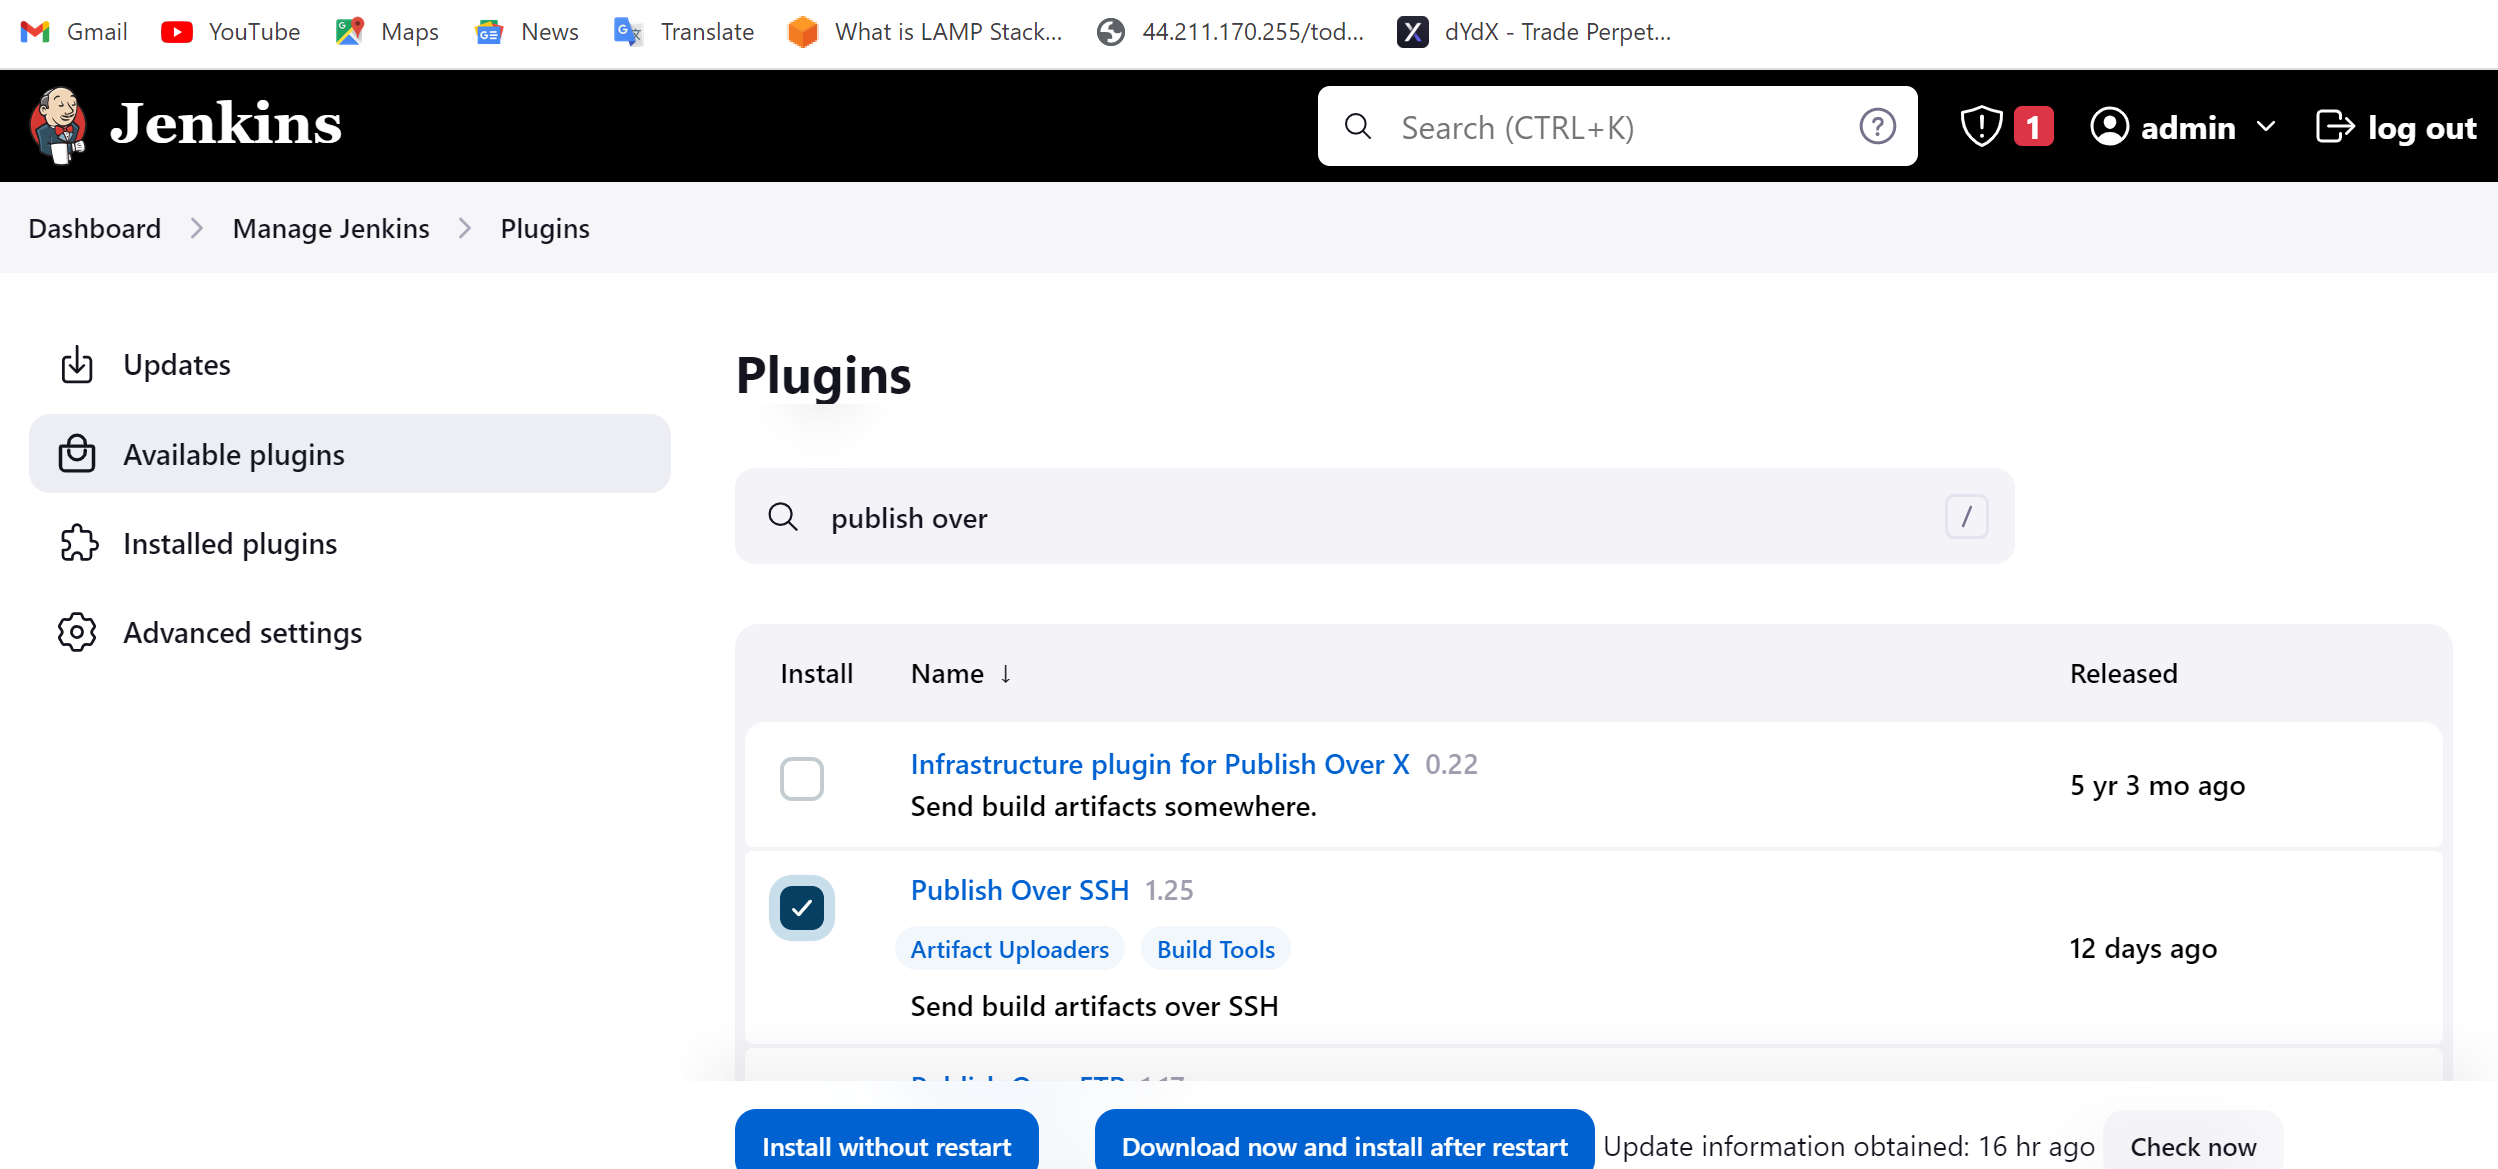 Gmail YouTube Maps News Translate What is LAMP Stack... 44.211.170.255/tod... dYdX - Trade Perpet...
Jenkins Search (CTRL+K) ? 1 admin log out
Dashboard Manage Jenkins Plugins
Updates
Available plugins
Installed plugins
Advanced settings
Plugins
publish over /
Install Name ↓ Released
Infrastructure plugin for Publish Over X 0.22
Send build artifacts somewhere.
5 yr 3 mo ago
Publish Over SSH 1.25
Artifact Uploaders Build Tools
Send build artifacts over SSH
12 days ago
Install without restart Download now and install after restart Update information obtained: 16 hr ago Check now